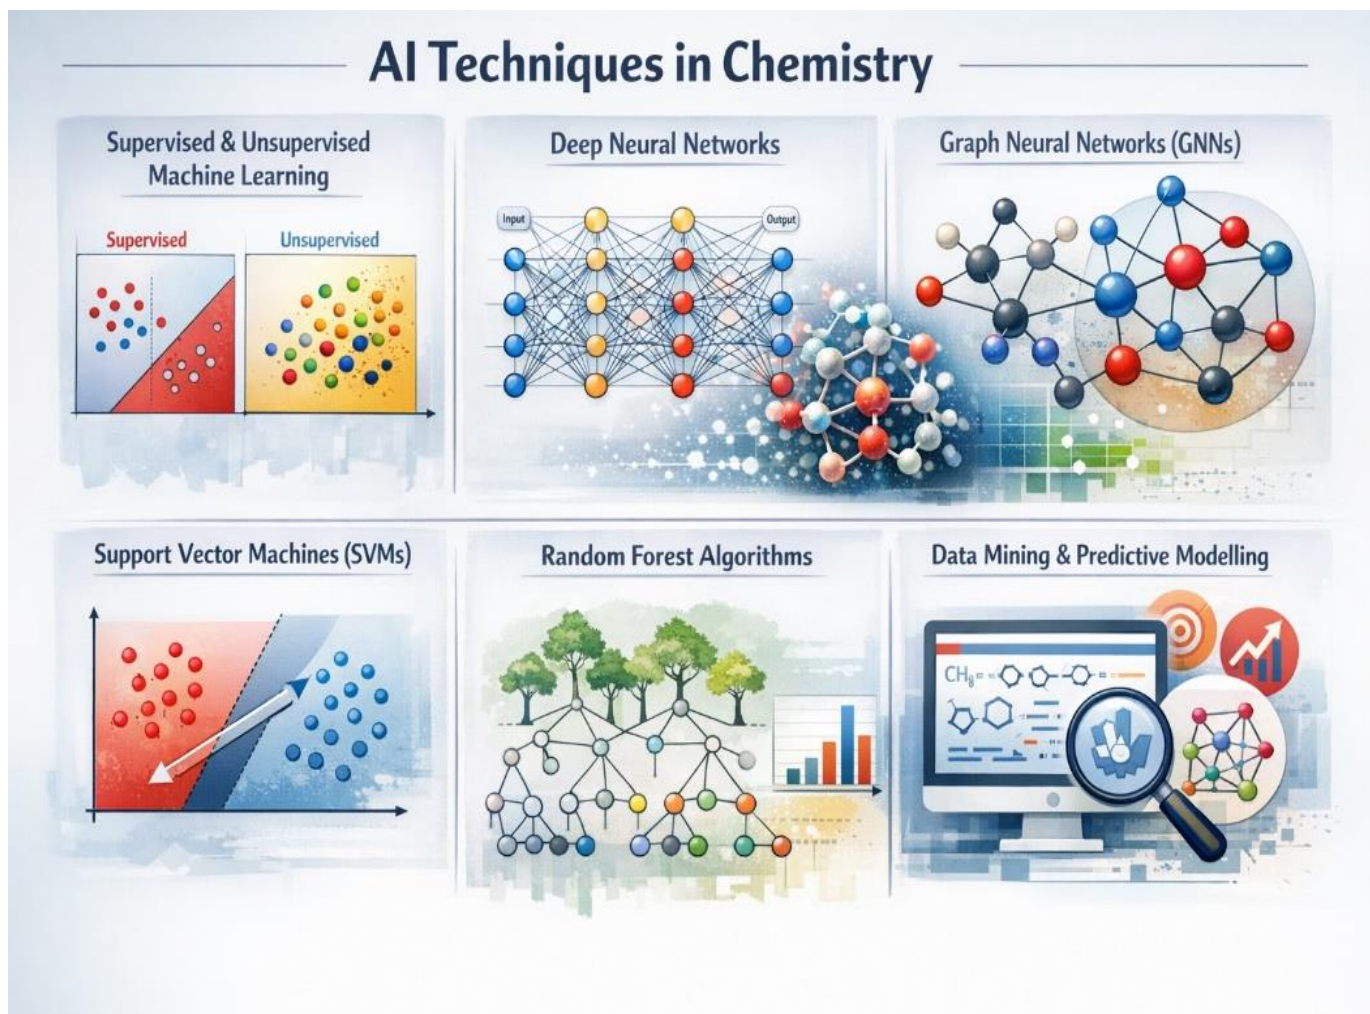 AI Techniques in Chemistry
Supervised & Unsupervised
Machine Learning
Supervised
Unsupervised
Deep Neural Networks
Input
Output
Graph Neural Networks (GNNs)
Support Vector Machines (SVMs)
Random Forest Algorithms
Data Mining & Predictive Modelling
CH₈=